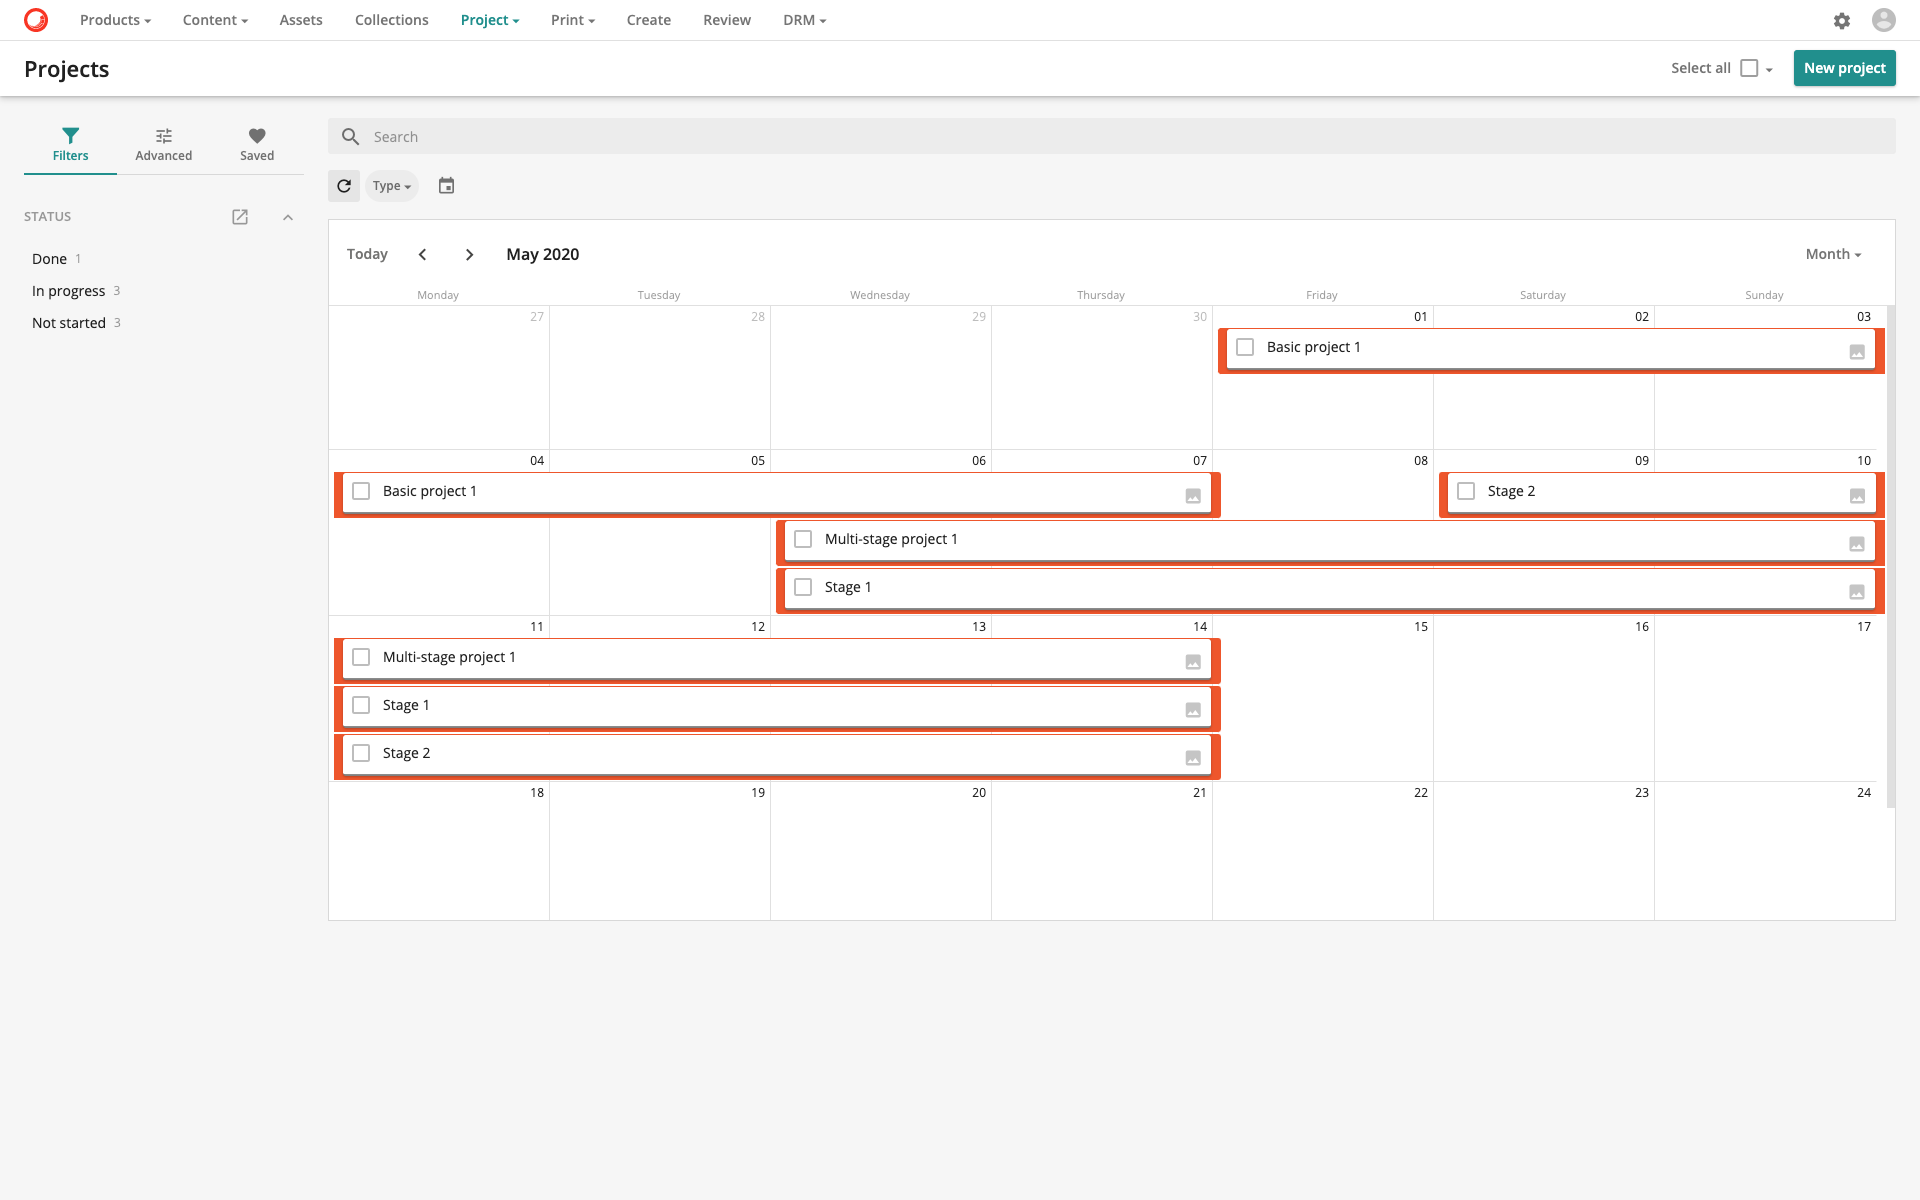 Products Content Assets Collections Project Print Create Review DRM
Projects
Select all New project
Filters Advanced Saved
Search
Type
STATUS
Done 1
In progress 3
Not started 3
Today May 2020 Month
Monday Tuesday Wednesday Thursday Friday Saturday Sunday
27 28 29 30 01 02 03
Basic project 1
04 05 06 07 08 09 10
Basic project 1 Stage 2
Multi-stage project 1
Stage 1
11 12 13 14 15 16 17
Multi-stage project 1
Stage 1
Stage 2
18 19 20 21 22 23 24